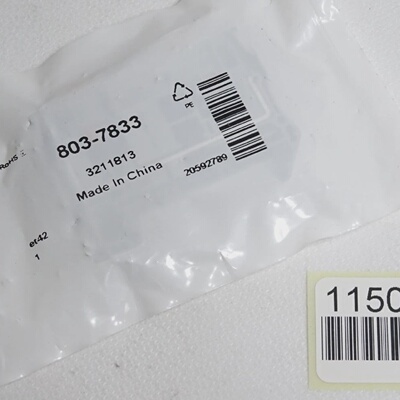 RoHS
803-7833
3211813
Made In China
PE
20592789
et42
1
1150